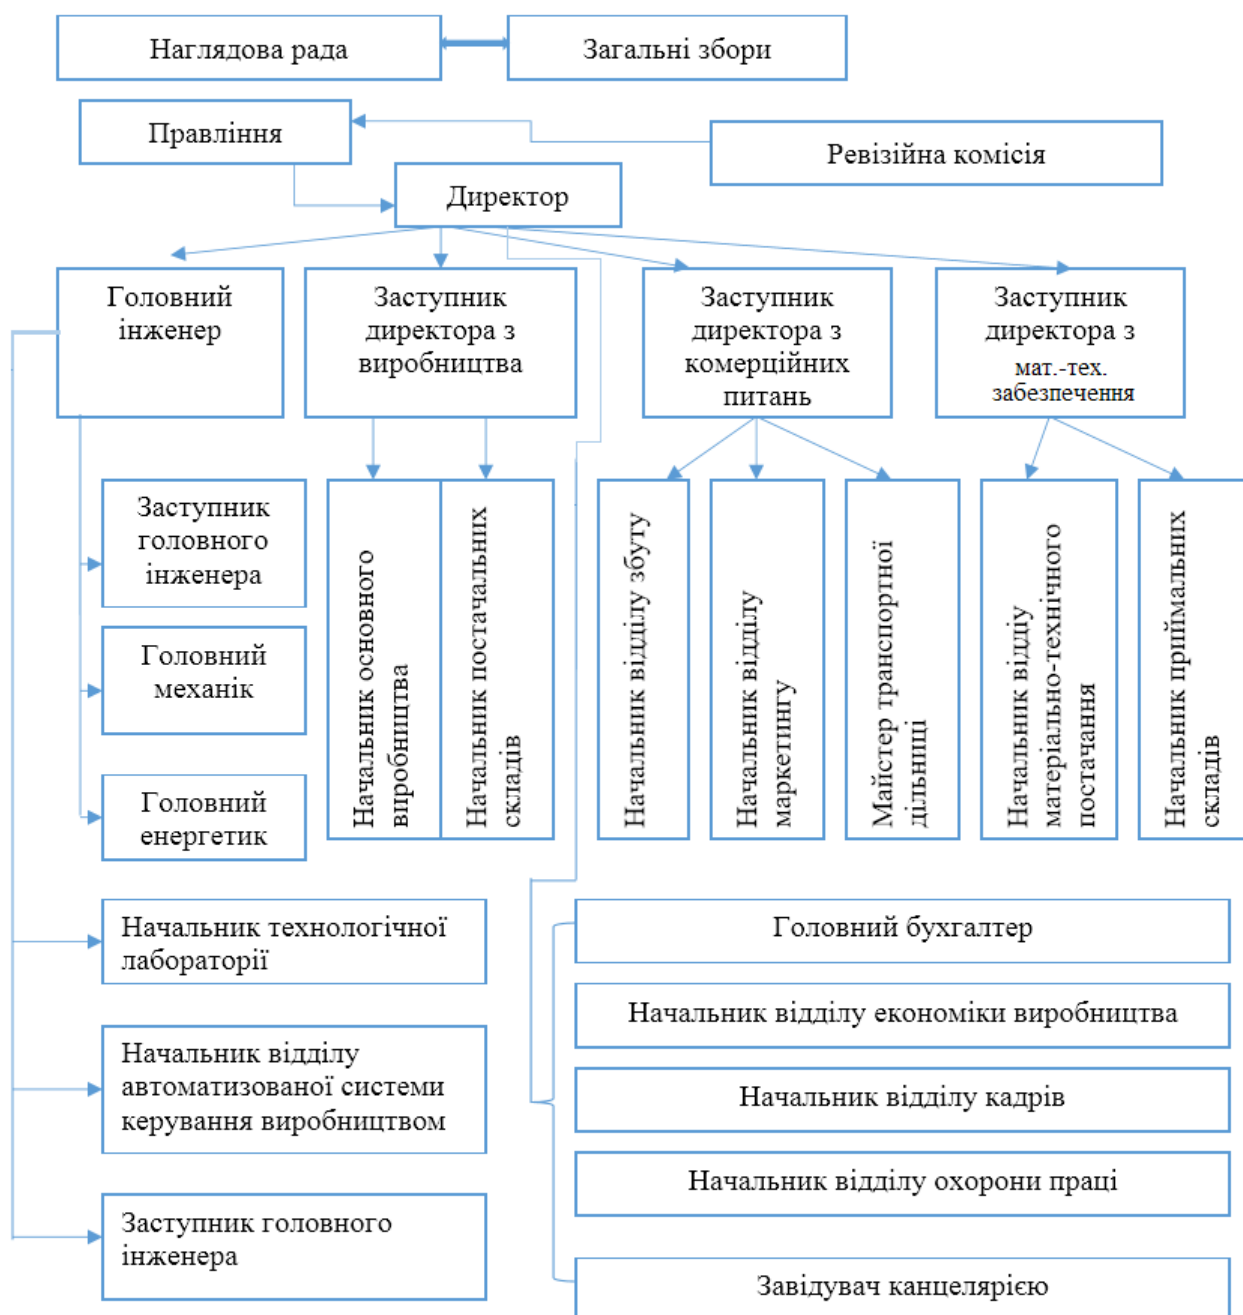 Наглядова рада
Загальні збори
Правління
Ревізійна комісія
Директор
Головний
інженер
Заступник
директора з
виробництва
Заступник
директора з
комерційних
питань
Заступник
директора з
мат.-тех.
забезпечення
Заступник
головного
інженера
Головний
механік
Головний
енергетик
Начальник основного
виробництва
Начальник постачальних
складів
Начальник відділу збуту
Начальник відділу
маркетингу
Майстер транспортної
дільниці
Начальник віддіу
матеріально-технічного
постачання
Начальник приймальних
складів
Начальник технологічної
лабораторії
Начальник відділу
автоматизованої системи
керування виробництвом
Заступник головного
інженера
Головний бухгалтер
Начальник відділу економіки виробництва
Начальник відділу кадрів
Начальник відділу охорони праці
Завідувач канцелярією